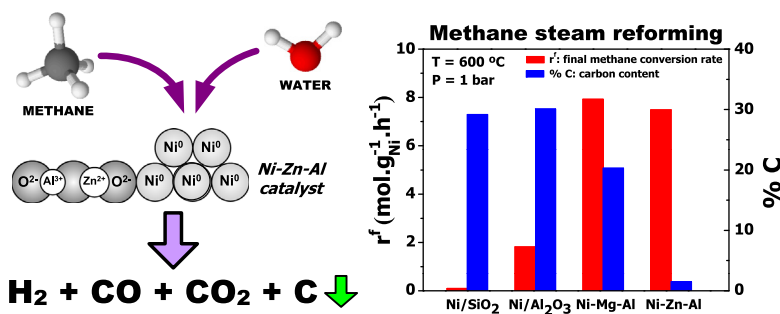 METHANE
WATER
Ni⁰ Ni⁰
O²⁻ Al³⁺ Zn²⁺ O²⁻ Ni⁰ Ni⁰ Ni⁰
Ni-Zn-Al
catalyst
H₂ + CO + CO₂ + C
Methane steam reforming
T = 600 ºC
P = 1 bar
rᶠ: final methane conversion rate
% C: carbon content
rᶠ (mol.g⁻¹Ni.h⁻¹)
10
8
6
4
2
0
% C
40
30
20
10
0
Ni/SiO₂ Ni/Al₂O₃ Ni-Mg-Al Ni-Zn-Al